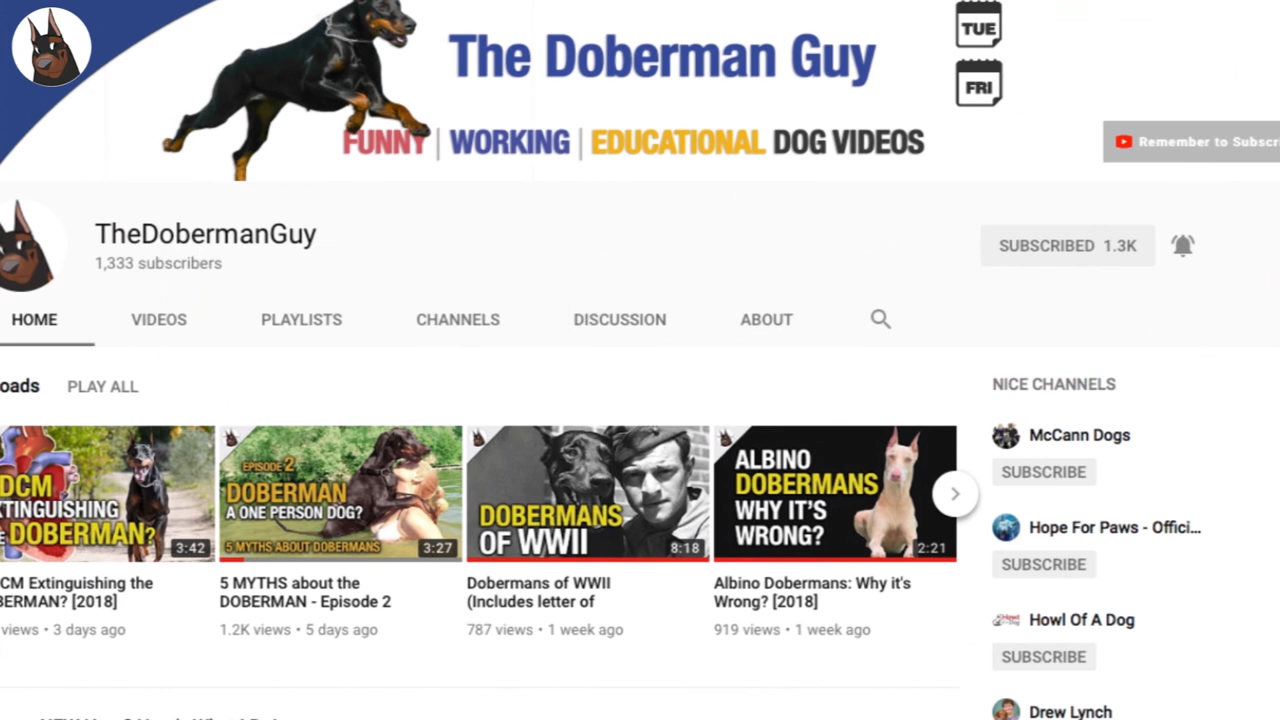 TUE
The Doberman Guy
FRI
FUNNY | WORKING | EDUCATIONAL DOG VIDEOS
Remember to Subscr
TheDobermanGuy
1,333 subscribers
SUBSCRIBED 1.3K
HOME VIDEOS PLAYLISTS CHANNELS DISCUSSION ABOUT
oads PLAY ALL
NICE CHANNELS
DCM
XTINGUISHING
DOBERMAN?
3:42
EPISODE 2
DOBERMAN
A ONE PERSON DOG?
5 MYTHS ABOUT DOBERMANS
3:27
DOBERMANS
OF WWII
8:18
ALBINO
DOBERMANS
WHY IT'S
WRONG?
2:21
CM Extinguishing the
BERMAN? [2018]
views • 3 days ago
5 MYTHS about the
DOBERMAN - Episode 2
1.2K views • 5 days ago
Dobermans of WWII
(Includes letter of
787 views • 1 week ago
Albino Dobermans: Why it's
Wrong? [2018]
919 views • 1 week ago
McCann Dogs
SUBSCRIBE
Hope For Paws - Offici...
SUBSCRIBE
Howl Of A Dog
SUBSCRIBE
Drew Lynch